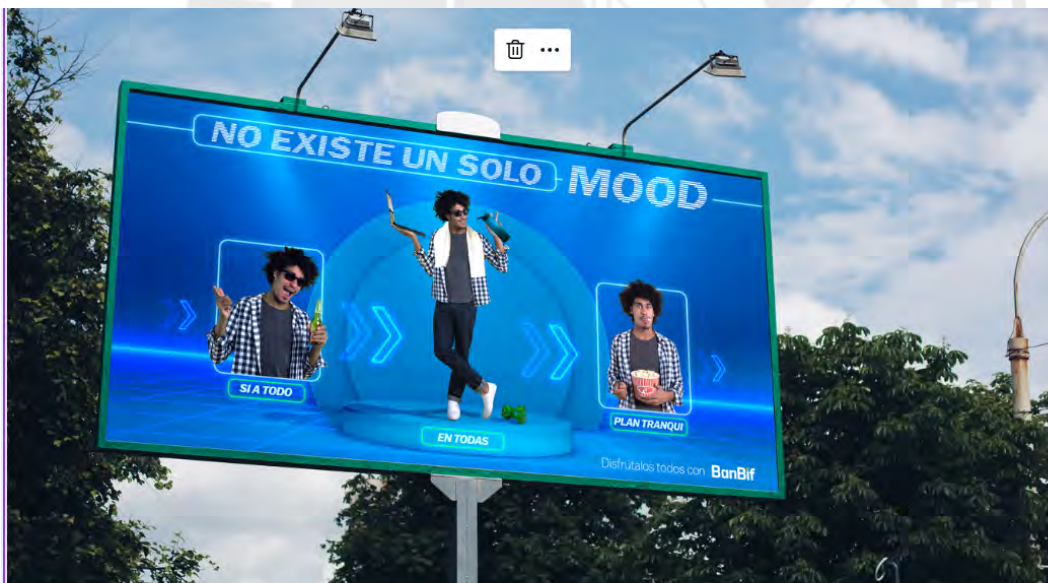 NO EXISTE UN SOLO MOOD
SI A TODO
EN TODAS
PLAN TRANQUI
Disfrútalos todos con BanBif